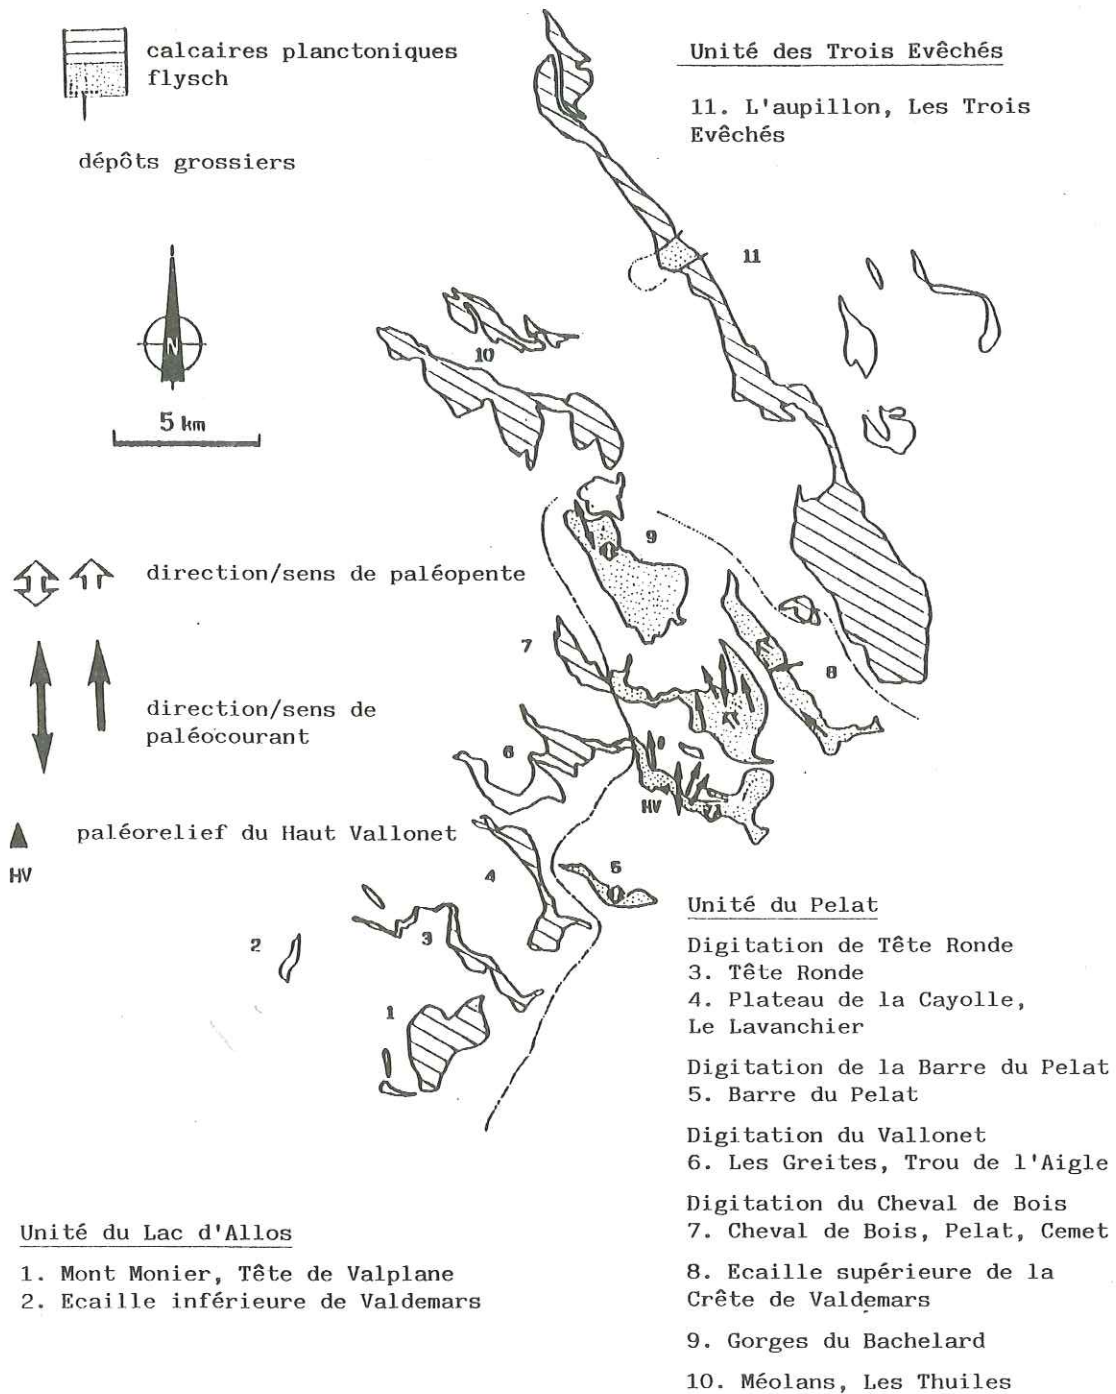 calcaires planctoniques
flysch
dépôts grossiers
Unité des Trois Evêchés
11. L'aupillon, Les Trois
Evêchés
11
10
N
5 km
9
direction/sens de paléopente
7
8
direction/sens de
paléocourant
6
HV
paléorelief du Haut Vallonet
HV
5
4
3
2
1
Unité du Pelat
Digitation de Tête Ronde
3. Tête Ronde
4. Plateau de la Cayolle,
Le Lavanchier
Digitation de la Barre du Pelat
5. Barre du Pelat
Digitation du Vallonet
6. Les Greites, Trou de l'Aigle
Digitation du Cheval de Bois
7. Cheval de Bois, Pelat, Cemet
8. Ecaille supérieure de la
Crête de Valdemars
9. Gorges du Bachelard
10. Méolans, Les Thuiles
Unité du Lac d'Allos
1. Mont Monier, Tête de Valplane
2. Ecaille inférieure de Valdemars